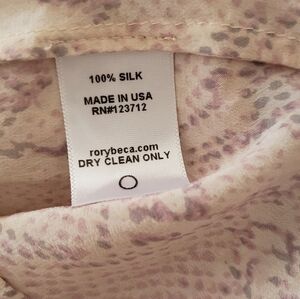 100% SILK
MADE IN USA
RN#123712
rorybeca.com
DRY CLEAN ONLY